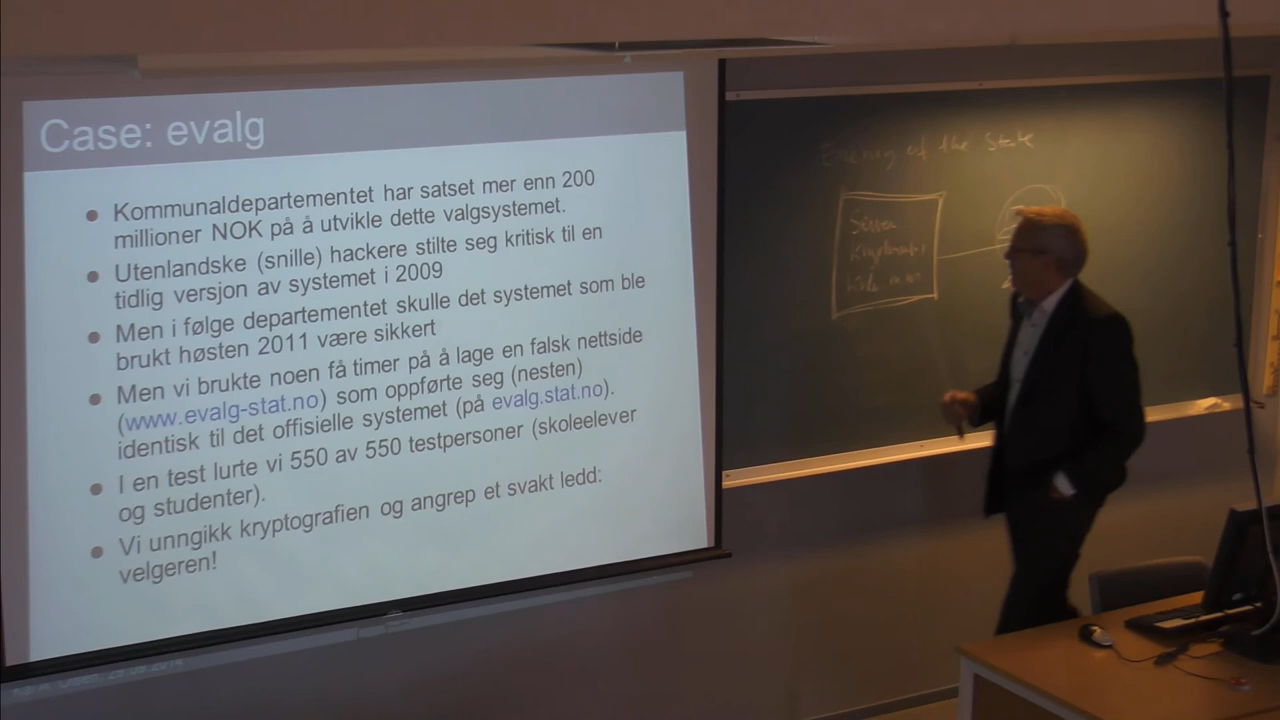 Case: evalg
Kommunaldepartementet har satset mer enn 200
millioner NOK på å utvikle dette valgsystemet.
Utenlandske (snille) hackere stilte seg kritisk til en
tidlig versjon av systemet i 2009
Men i følge departementet skulle det systemet som ble
brukt høsten 2011 være sikkert
Men vi brukte noen få timer på å lage en falsk nettside
(www.evalg-stat.no) som oppførte seg (nesten)
identisk til det offisielle systemet (på evalg.stat.no).
I en test lurte vi 550 av 550 testpersoner (skoleelever
og studenter).
Vi unngikk kryptografien og angrep et svakt ledd:
velgeren!
Enemy of the State